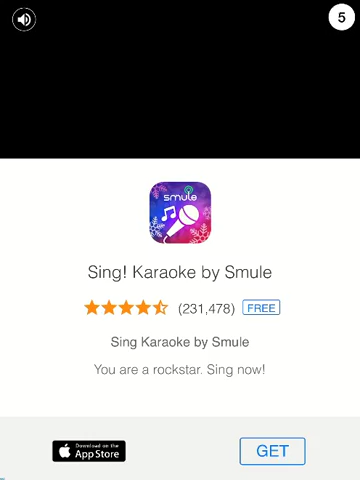 5
smule
Sing! Karaoke by Smule
(231,478) FREE
Sing Karaoke by Smule
You are a rockstar. Sing now!
Download on the
App Store
GET